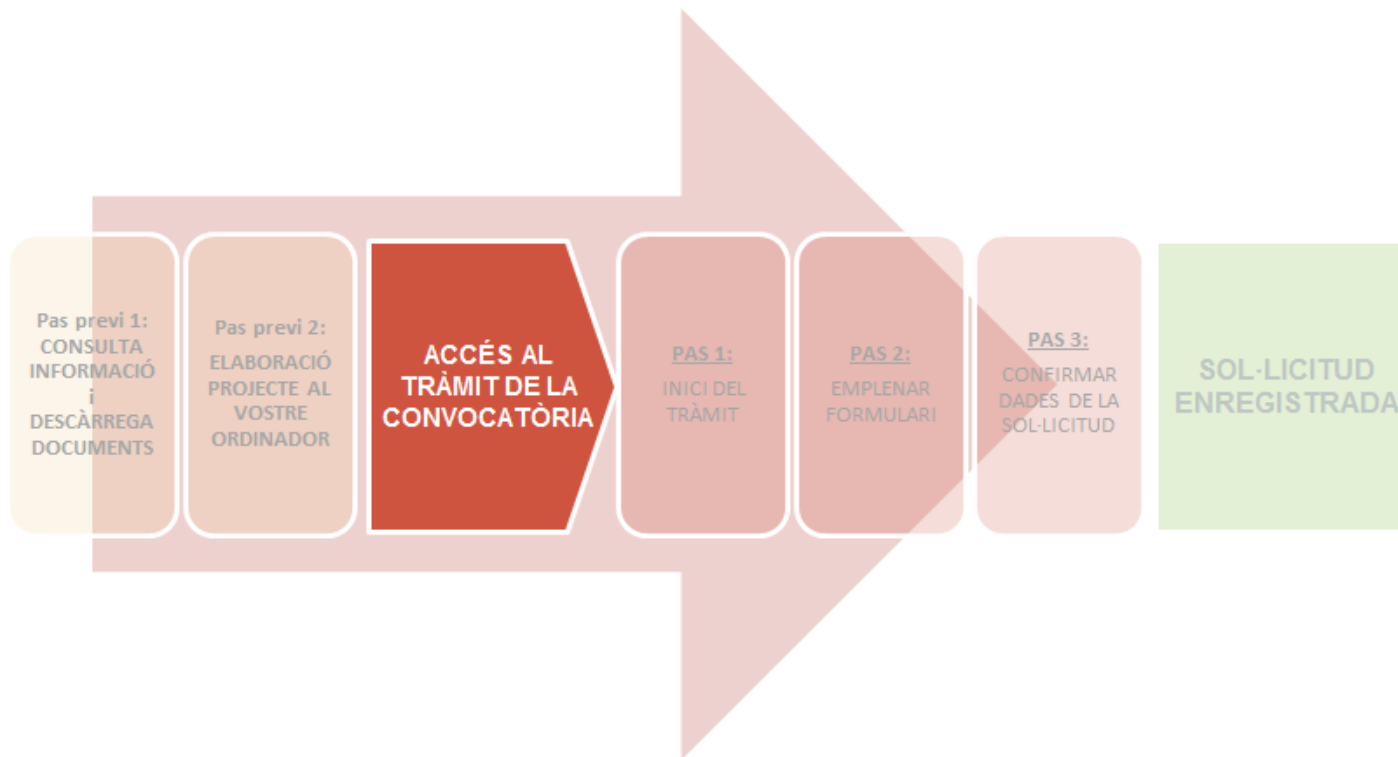 Pas previ 1:
CONSULTA
INFORMACIÓ
i
DESCÀRREGA
DOCUMENTS
Pas previ 2:
ELABORACIÓ
PROJECTE AL
VOSTRE
ORDINADOR
ACCÉS AL
TRÀMIT DE LA
CONVOCATÒRIA
PAS 1:
INICI DEL
TRÀMIT
PAS 2:
EMPLENAR
FORMULARI
PAS 3:
CONFIRMAR
DADES DE LA
SOL·LICITUD
SOL·LICITUD
ENREGISTRADA